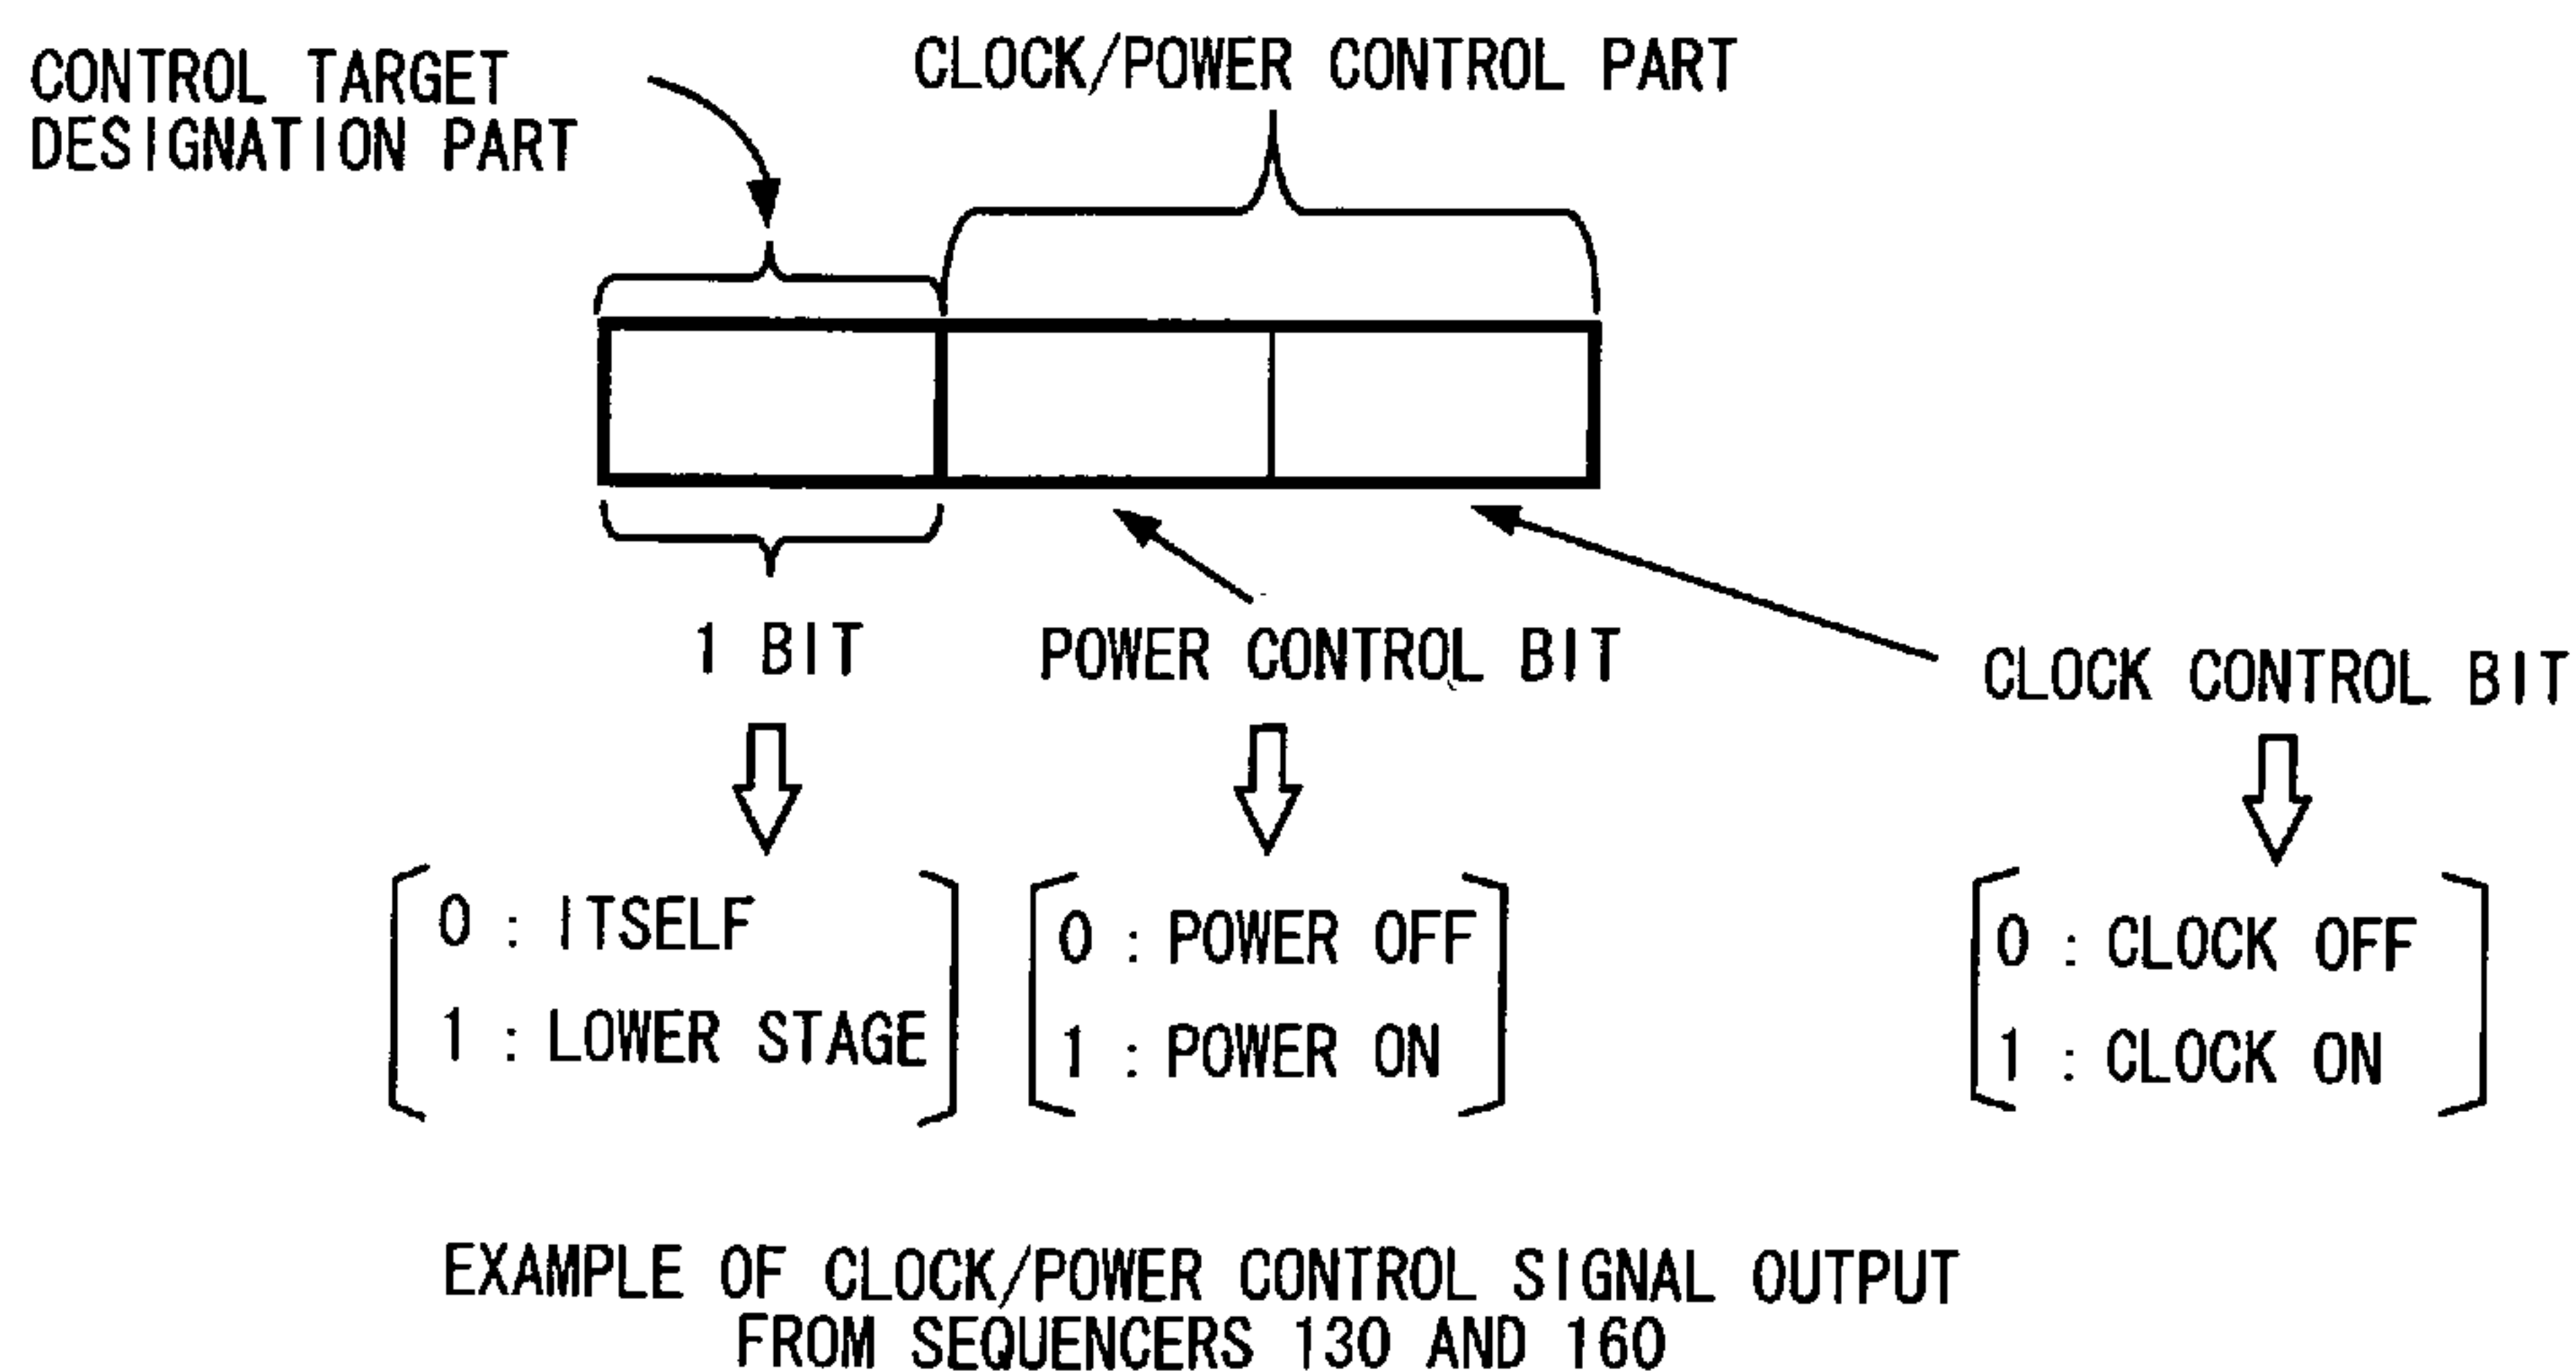 CONTROL TARGET
DESIGNATION PART
CLOCK/POWER CONTROL PART
1 BIT
POWER CONTROL BIT
CLOCK CONTROL BIT
0 : ITSELF
1 : LOWER STAGE
0 : POWER OFF
1 : POWER ON
0 : CLOCK OFF
1 : CLOCK ON
EXAMPLE OF CLOCK/POWER CONTROL SIGNAL OUTPUT
FROM SEQUENCERS 130 AND 160